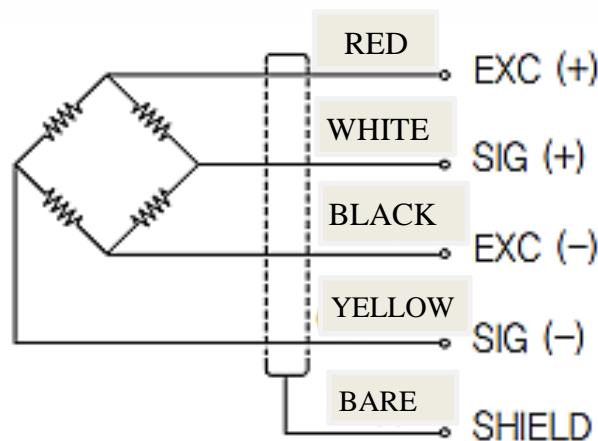 RED EXC (+)
WHITE SIG (+)
BLACK EXC (−)
YELLOW SIG (−)
BARE SHIELD